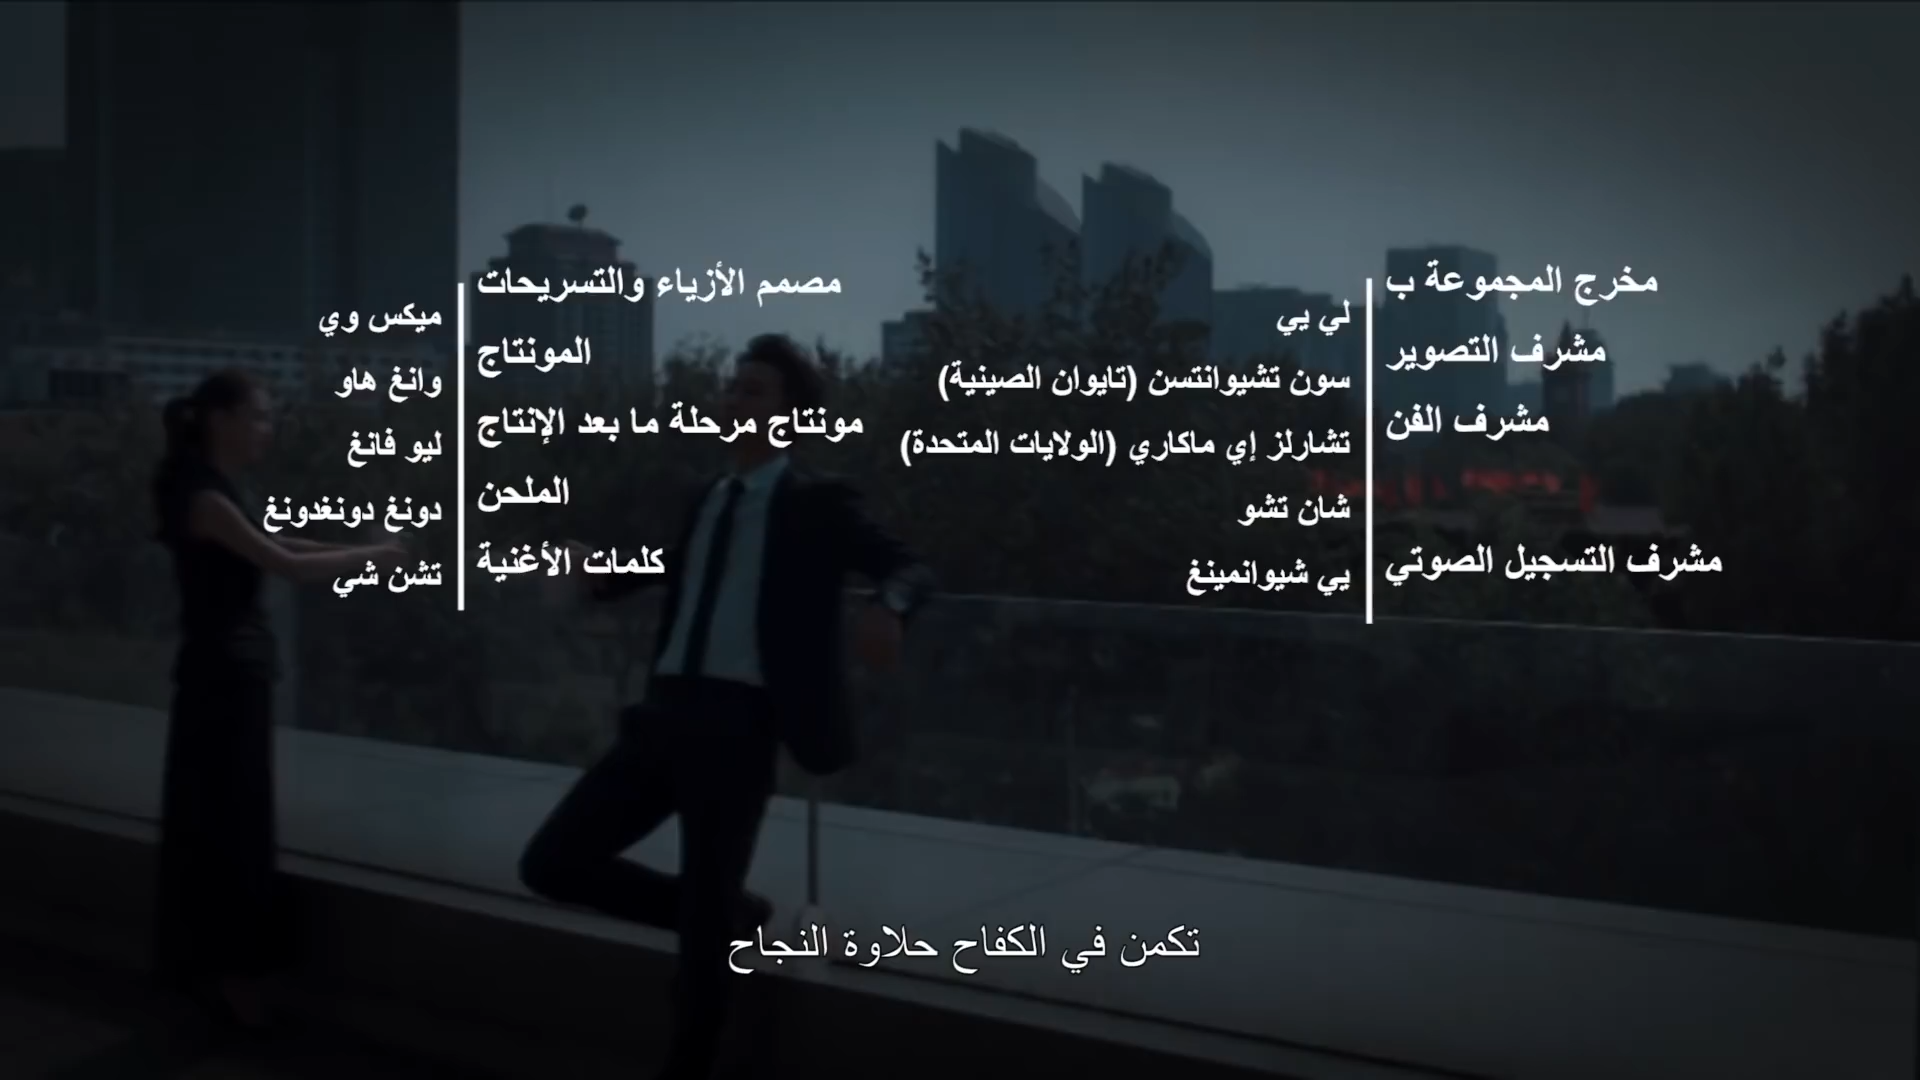 مخرج المجموعة ب
مشرف التصوير
مشرف الفن
مشرف التسجيل الصوتي
لي يي
سون تشيوانتسن (تايوان الصينية)
تشارلز إي ماكاري (الولايات المتحدة)
شان تشو
يي شيوانمينغ
مصمم الأزياء والتسريحات
المونتاج
مونتاج مرحلة ما بعد الإنتاج
الملحن
كلمات الأغنية
ميكس وي
وانغ هاو
ليو فانغ
دونغ دونغدونغ
تشن شي
تكمن في الكفاح حلاوة النجاح